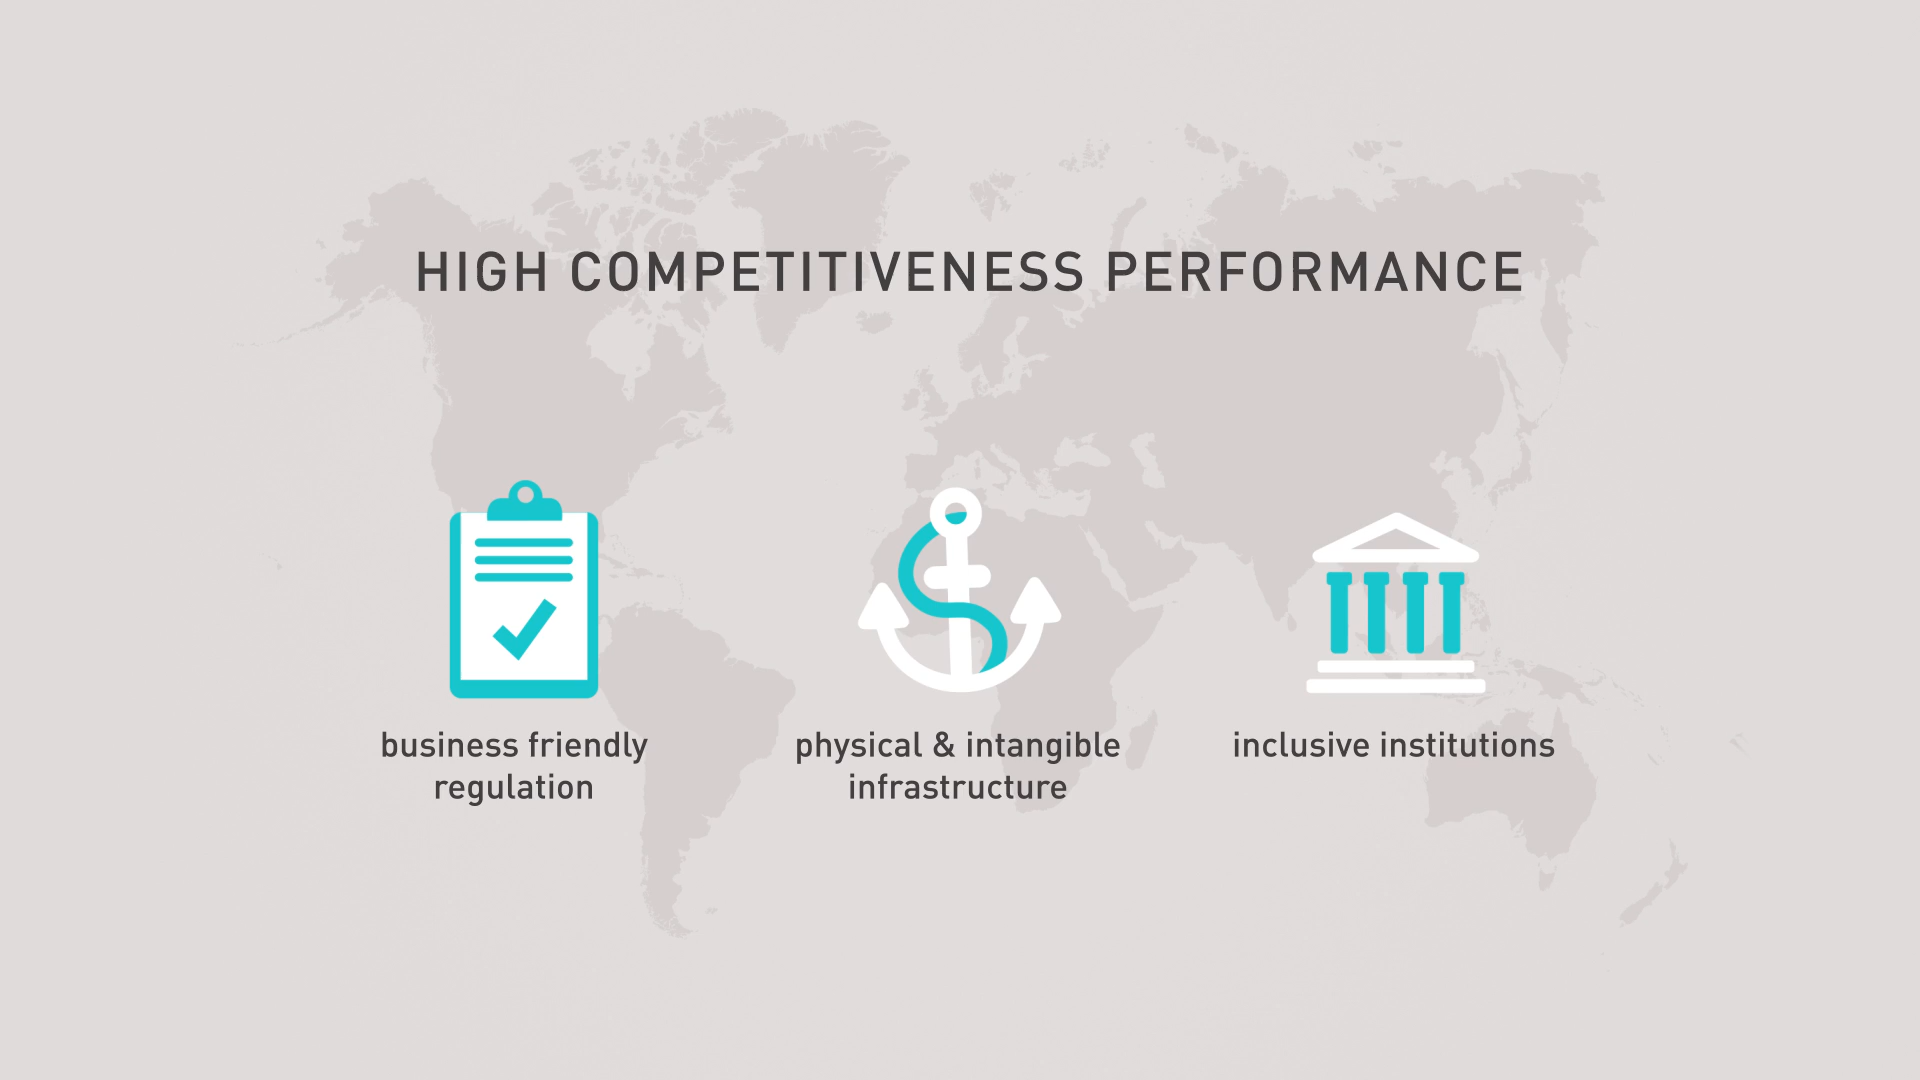 HIGH COMPETITIVENESS PERFORMANCE
business friendly
regulation
physical & intangible
infrastructure
inclusive institutions